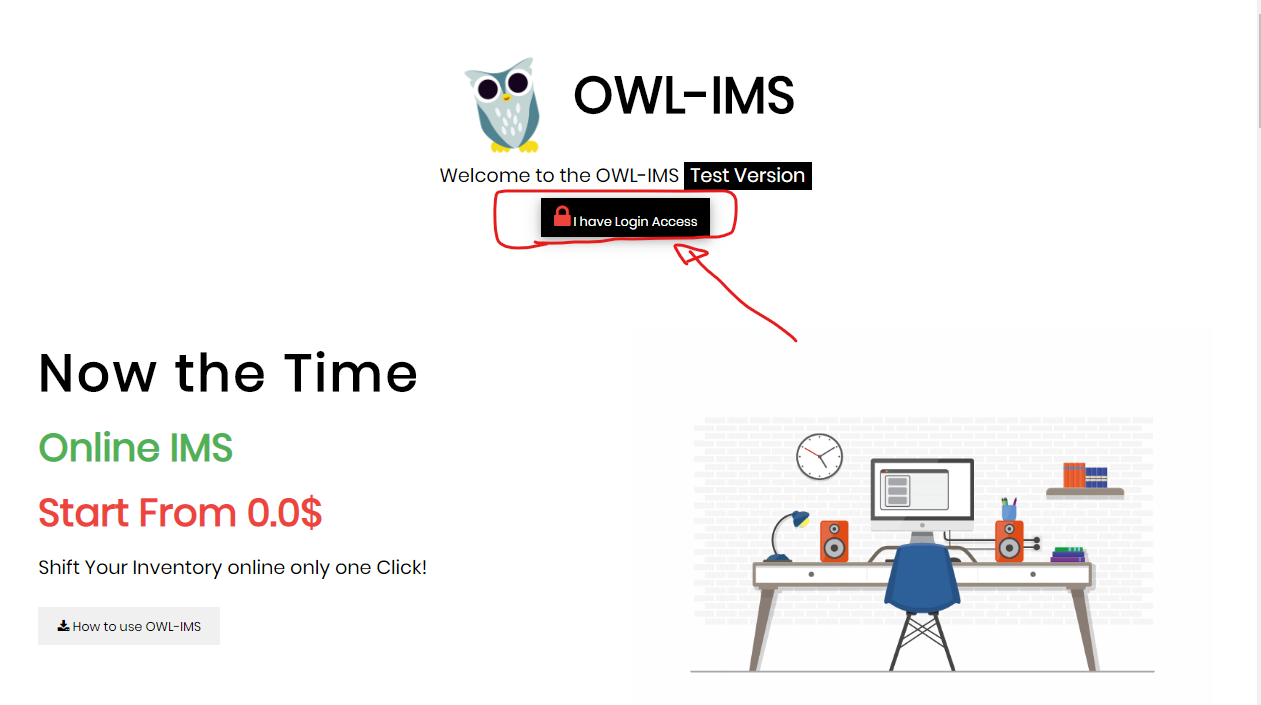 OWL-IMS
Welcome to the OWL-IMS Test Version
I have Login Access
Now the Time
Online IMS
Start From 0.0$
Shift Your Inventory online only one Click!
How to use OWL-IMS